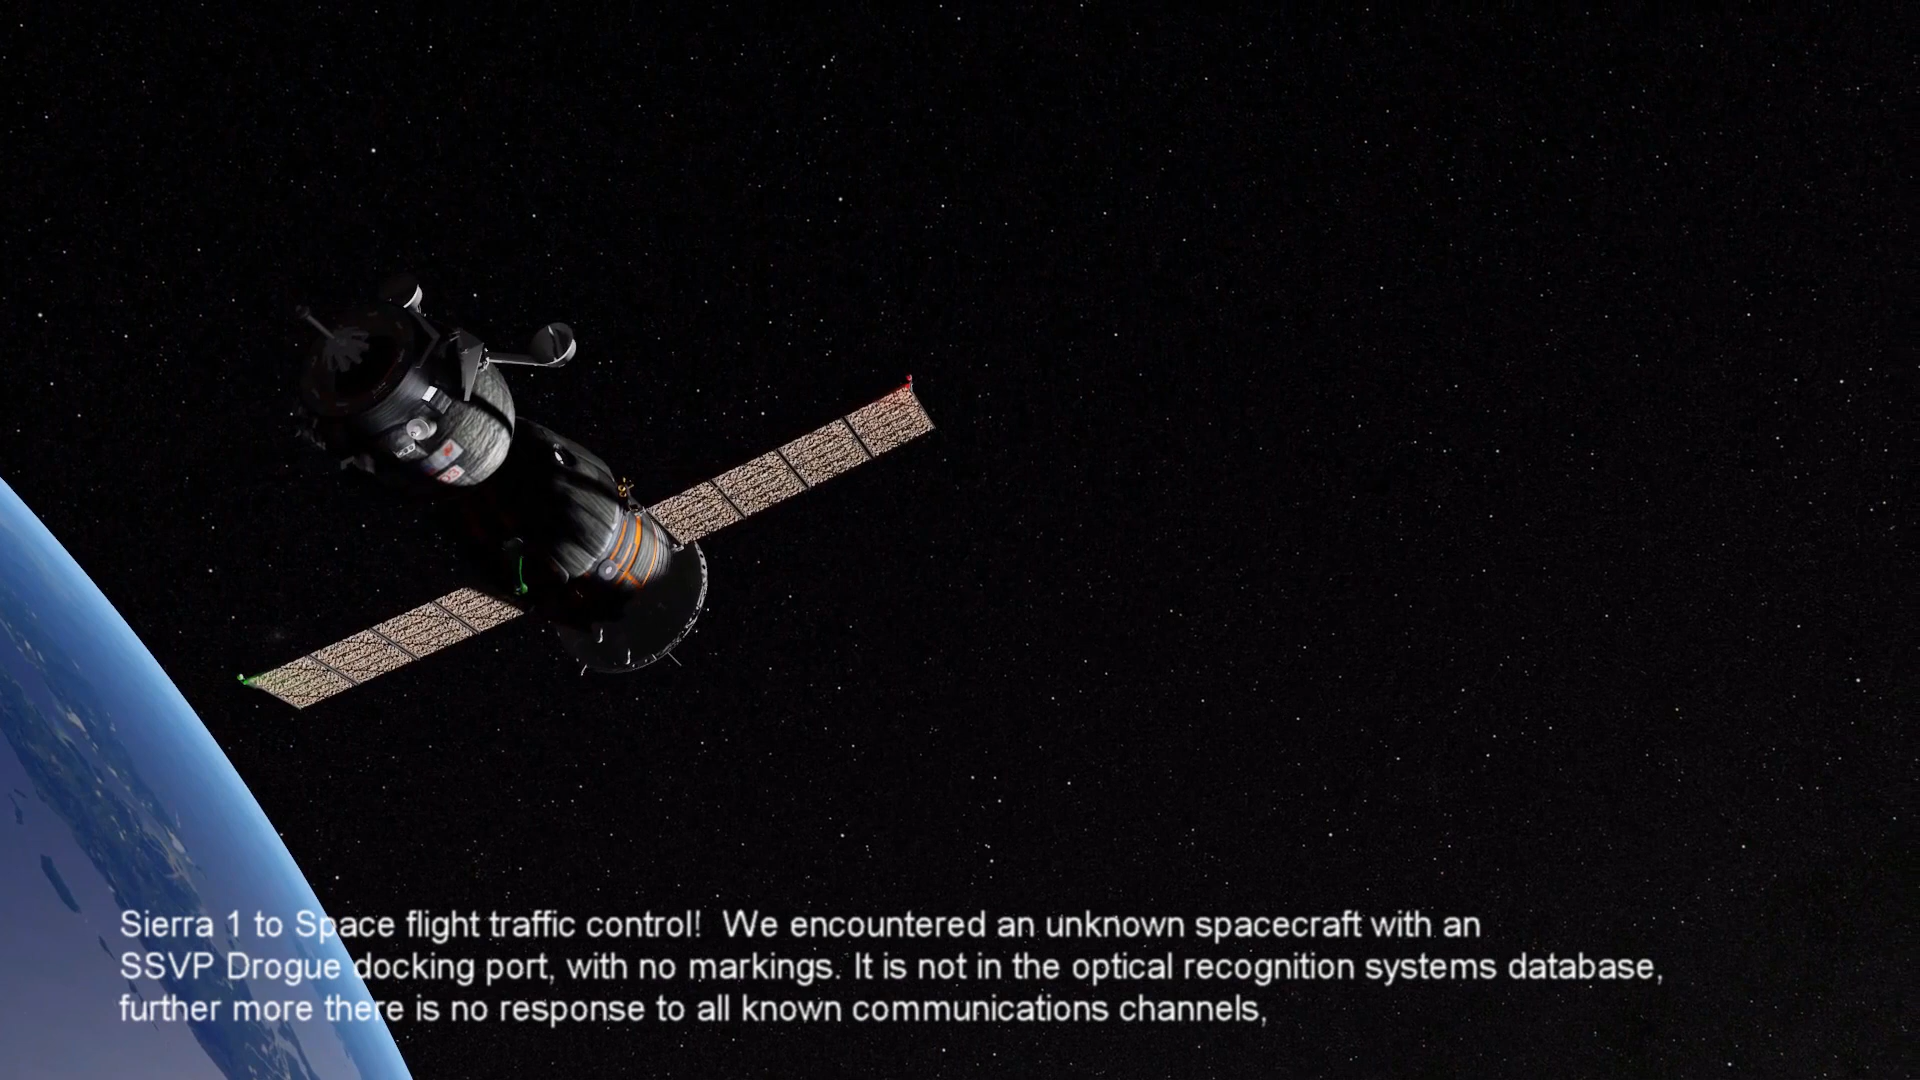 Sierra 1 to Space flight traffic control!  We encountered an unknown spacecraft with an
SSVP Drogue docking port, with no markings. It is not in the optical recognition systems database,
further more there is no response to all known communications channels,